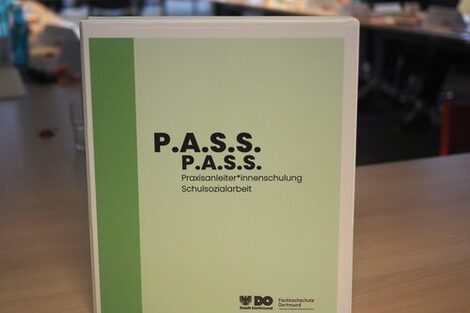 P.A.S.S.
P.A.S.S.
Praxisanleiter*innenschulung
Schulsozialarbeit
DO
Stadt Dortmund
Fachhochschule
Dortmund